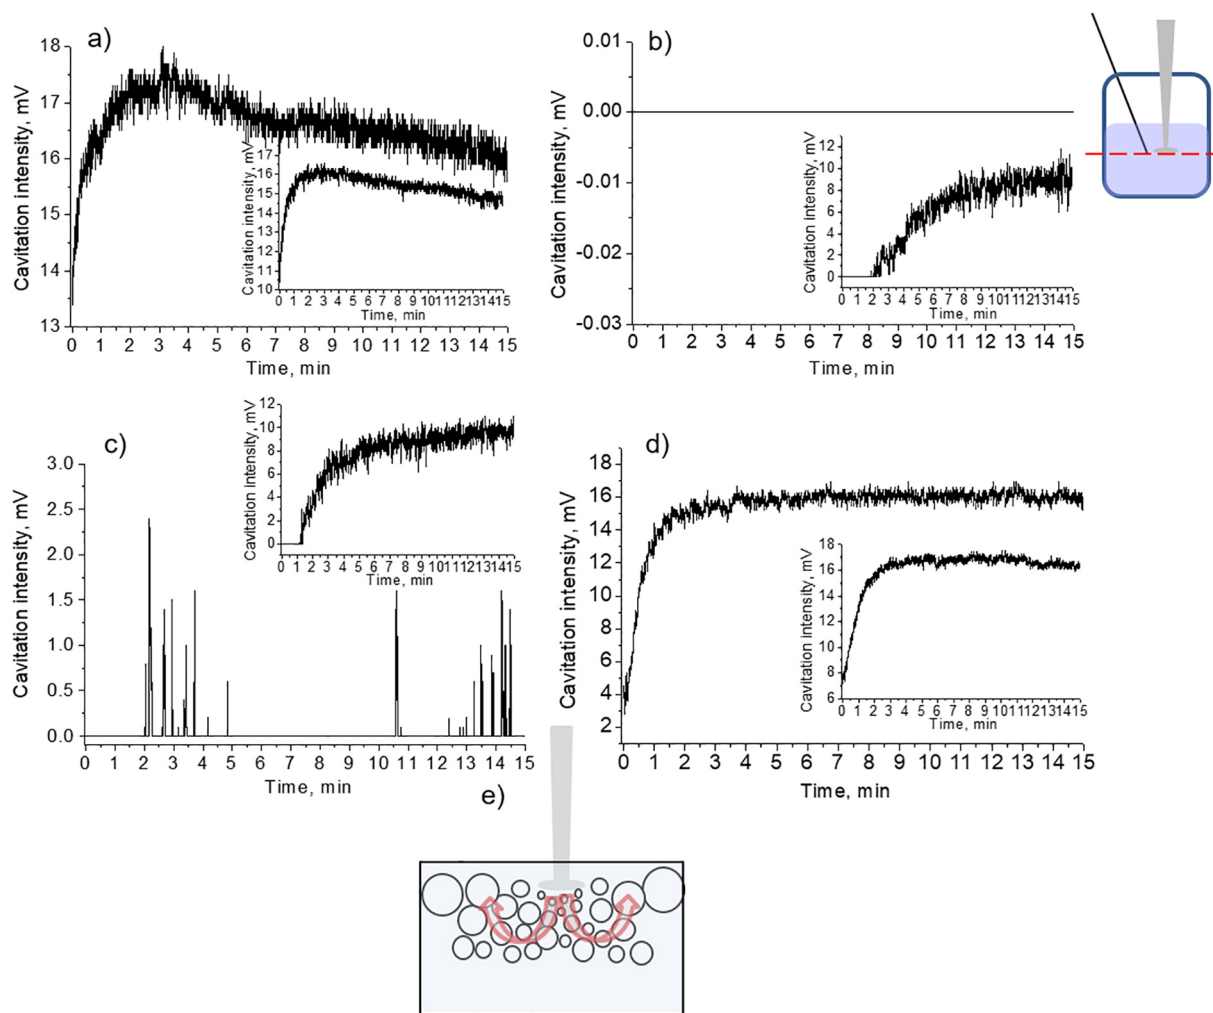 a)
Cavitation intensity, mV
18
17
16
15
14
13
0 1 2 3 4 5 6 7 8 9 10 11 12 13 14 15
Time, min
Cavitation intensity, mV
17
16
15
14
13
12
11
10
0 1 2 3 4 5 6 7 8 9 10 11 12 13 14 15
Time, min
b)
Cavitation intensity, mV
0.01
0.00
-0.01
-0.02
-0.03
0 1 2 3 4 5 6 7 8 9 10 11 12 13 14 15
Time, min
Cavitation intensity, mV
12
10
8
6
4
2
0
0 1 2 3 4 5 6 7 8 9 10 11 12 13 14 15
Time, min
c)
Cavitation intensity, mV
3.0
2.5
2.0
1.5
1.0
0.5
0.0
0 1 2 3 4 5 6 7 8 9 10 11 12 13 14 15
Time, min
Cavitation intensity, mV
12
10
8
6
4
2
0
0 1 2 3 4 5 6 7 8 9 10 11 12 13 14 15
Time, min
d)
Cavitation intensity, mV
18
16
14
12
10
8
6
4
2
0 1 2 3 4 5 6 7 8 9 10 11 12 13 14 15
Time, min
Cavitation intensity, mV
18
16
14
12
10
8
6
0 1 2 3 4 5 6 7 8 9 10 11 12 13 14 15
Time, min
e)